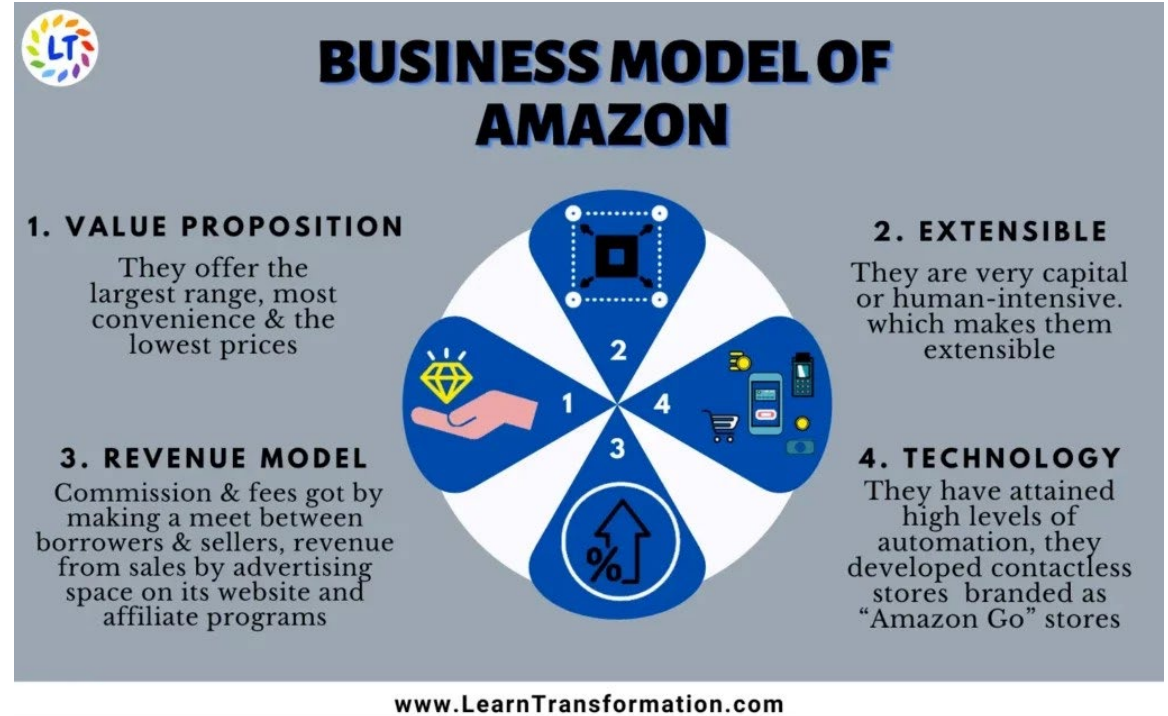 LT
BUSINESS MODEL OF
AMAZON
1. VALUE PROPOSITION
They offer the
largest range, most
convenience & the
lowest prices
2. EXTENSIBLE
They are very capital
or human-intensive.
which makes them
extensible
2
1
4
3
3. REVENUE MODEL
Commission & fees got by
making a meet between
borrowers & sellers, revenue
from sales by advertising
space on its website and
affiliate programs
%
4. TECHNOLOGY
They have attained
high levels of
automation, they
developed contactless
stores branded as
“Amazon Go” stores
www.LearnTransformation.com